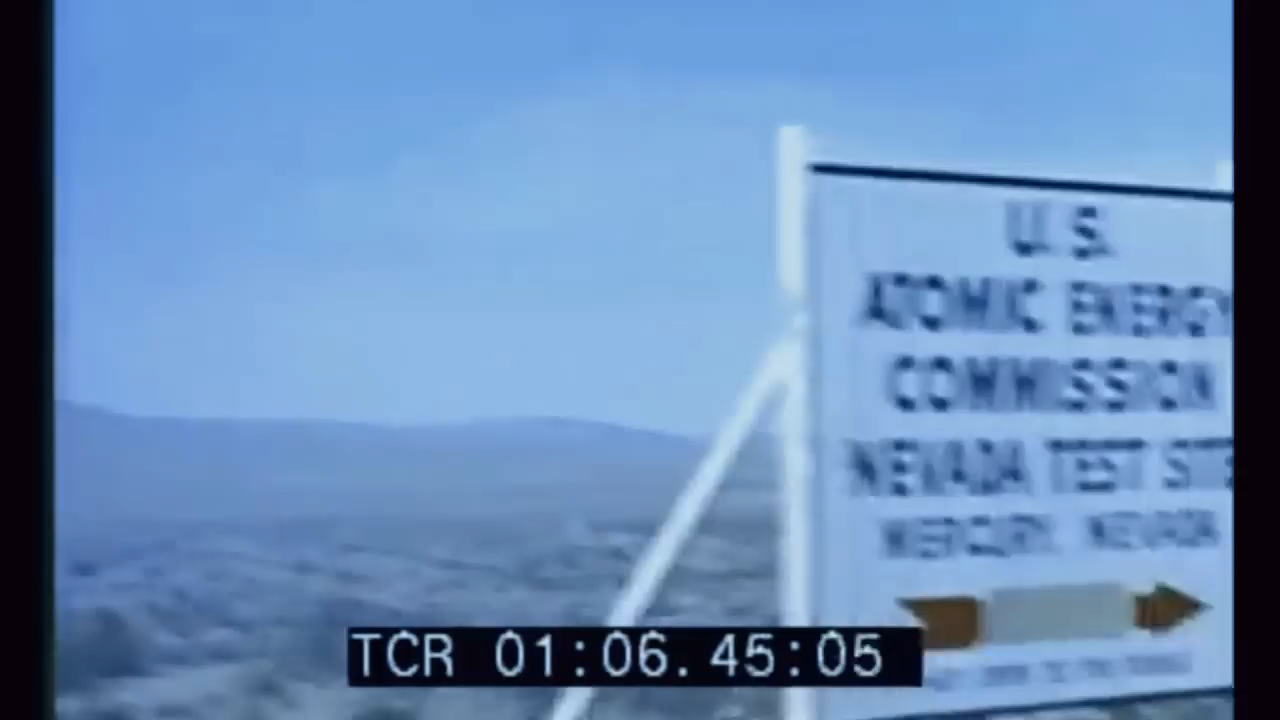 U.S.
ATOMIC ENERGY
COMMISSION
NEVADA TEST SITE
MERCURY, NEVADA
TCR 01:06.45:05